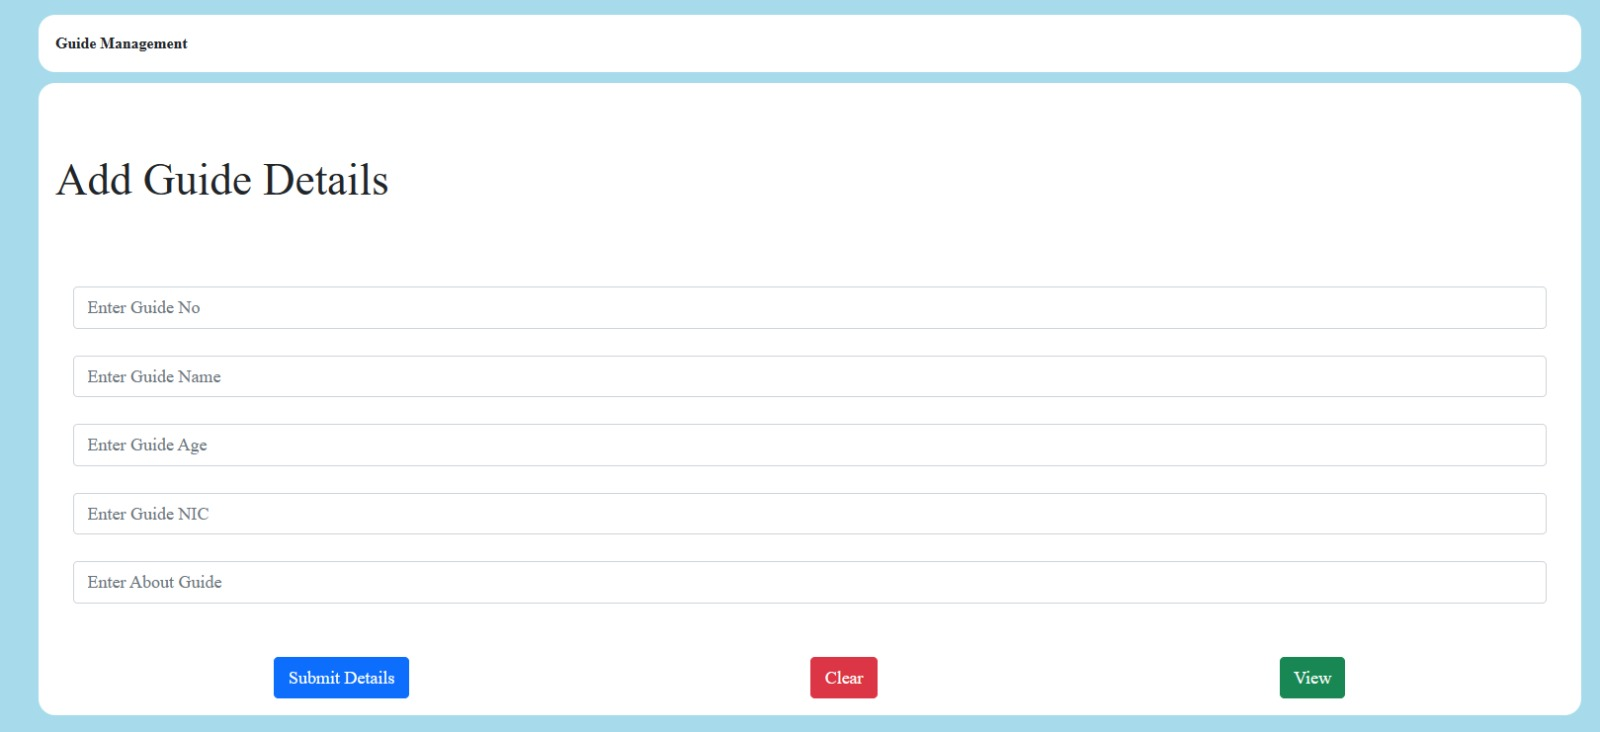 Guide Management
Add Guide Details
Enter Guide No
Enter Guide Name
Enter Guide Age
Enter Guide NIC
Enter About Guide
Submit Details Clear View